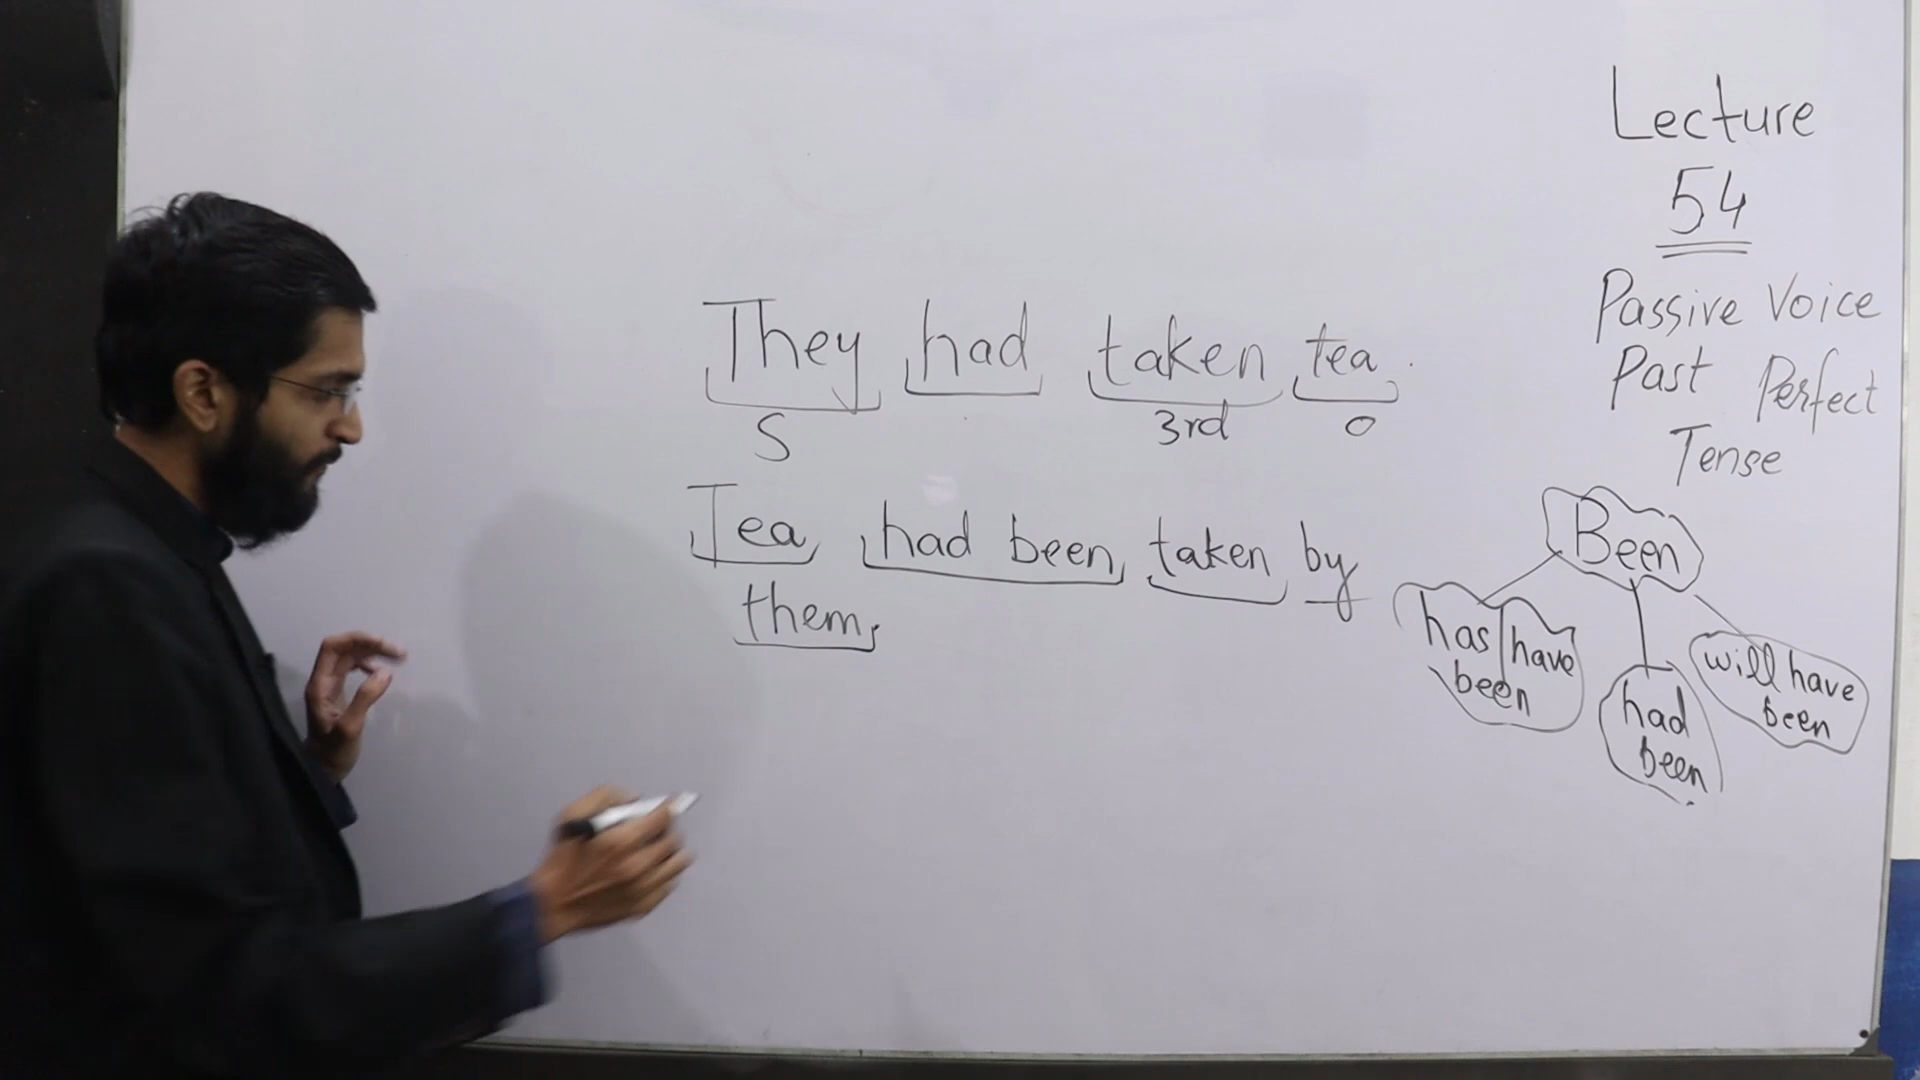 Lecture
54
Passive Voice
Past Perfect
Tense
They had taken tea.
S 3rd O
Tea had been taken by
them.
Been
has have
been
had
been
will have
been